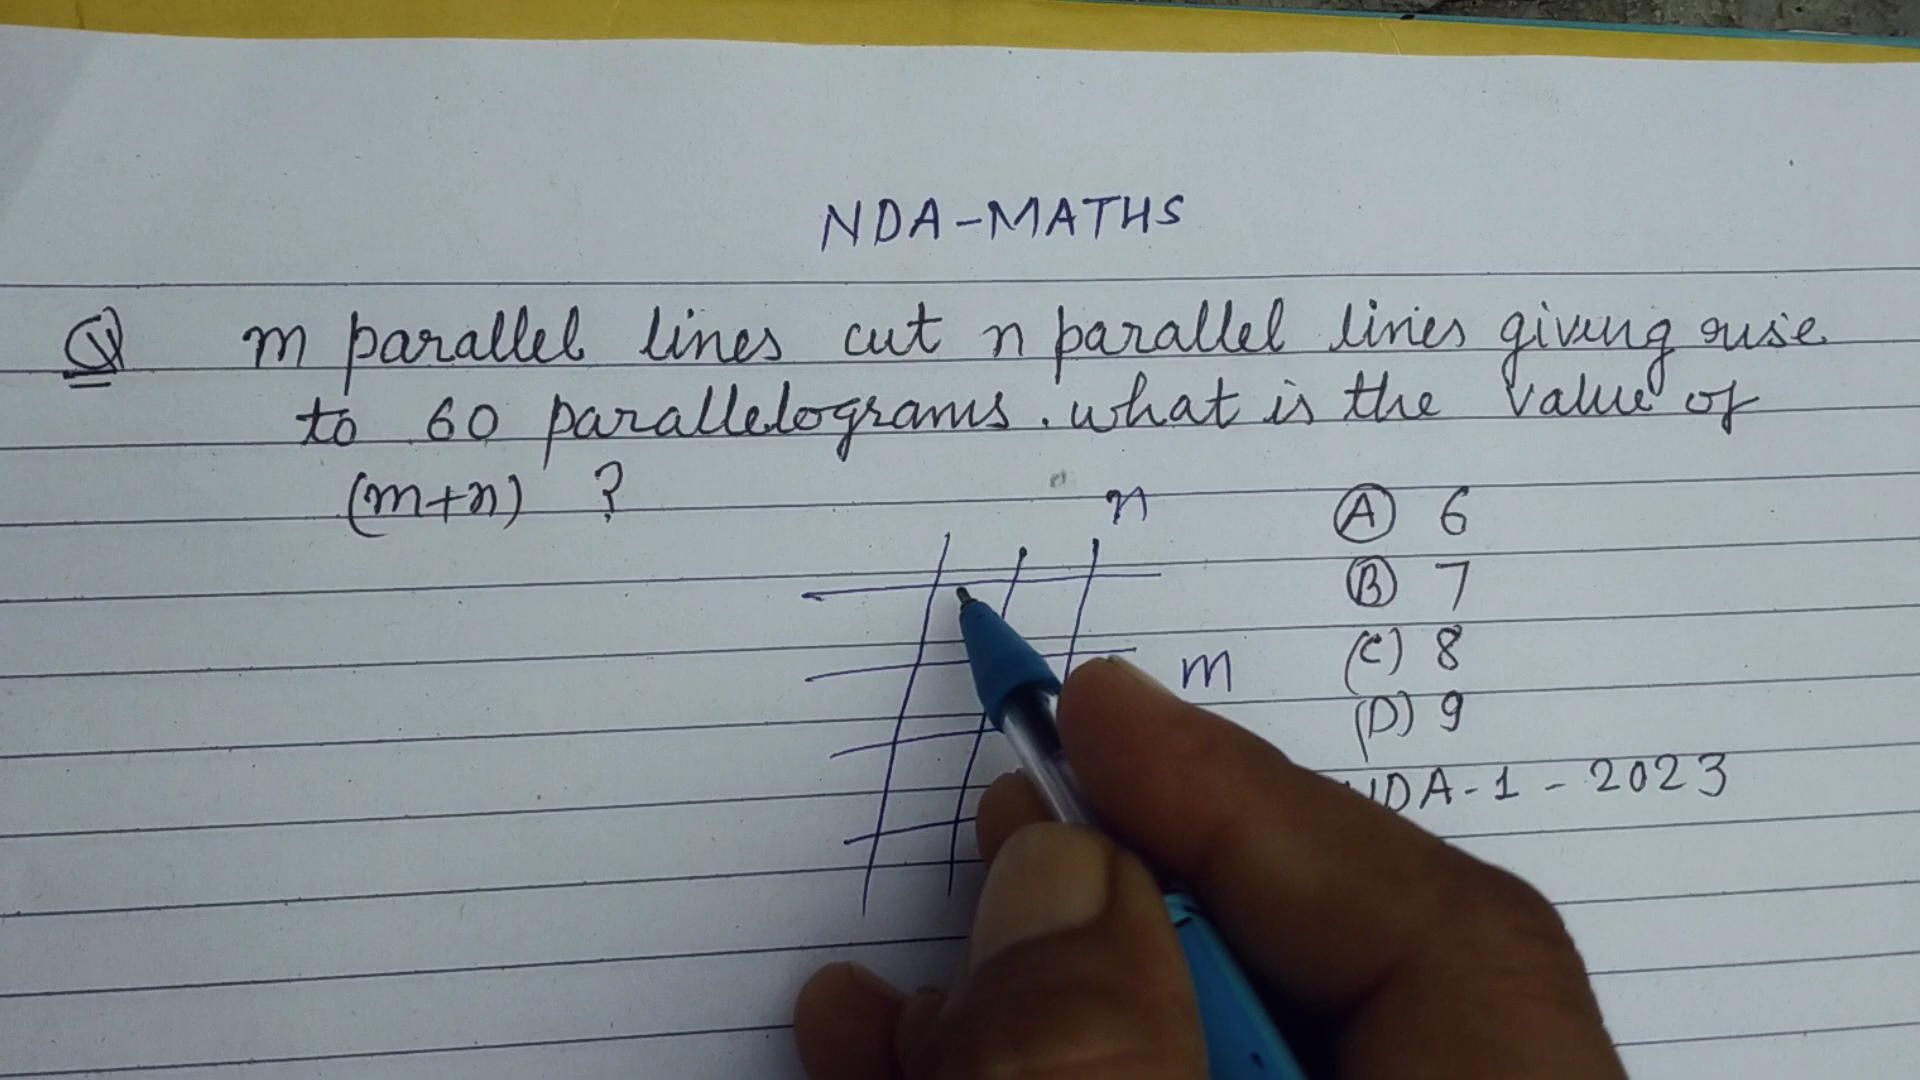 NDA-MATHS
Q m parallel lines cut n parallel lines giving rise
to 60 parallelograms. what is the value of
(m+n) ?
n
(A) 6
(B) 7
m
(C) 8
(D) 9
NDA-1-2023